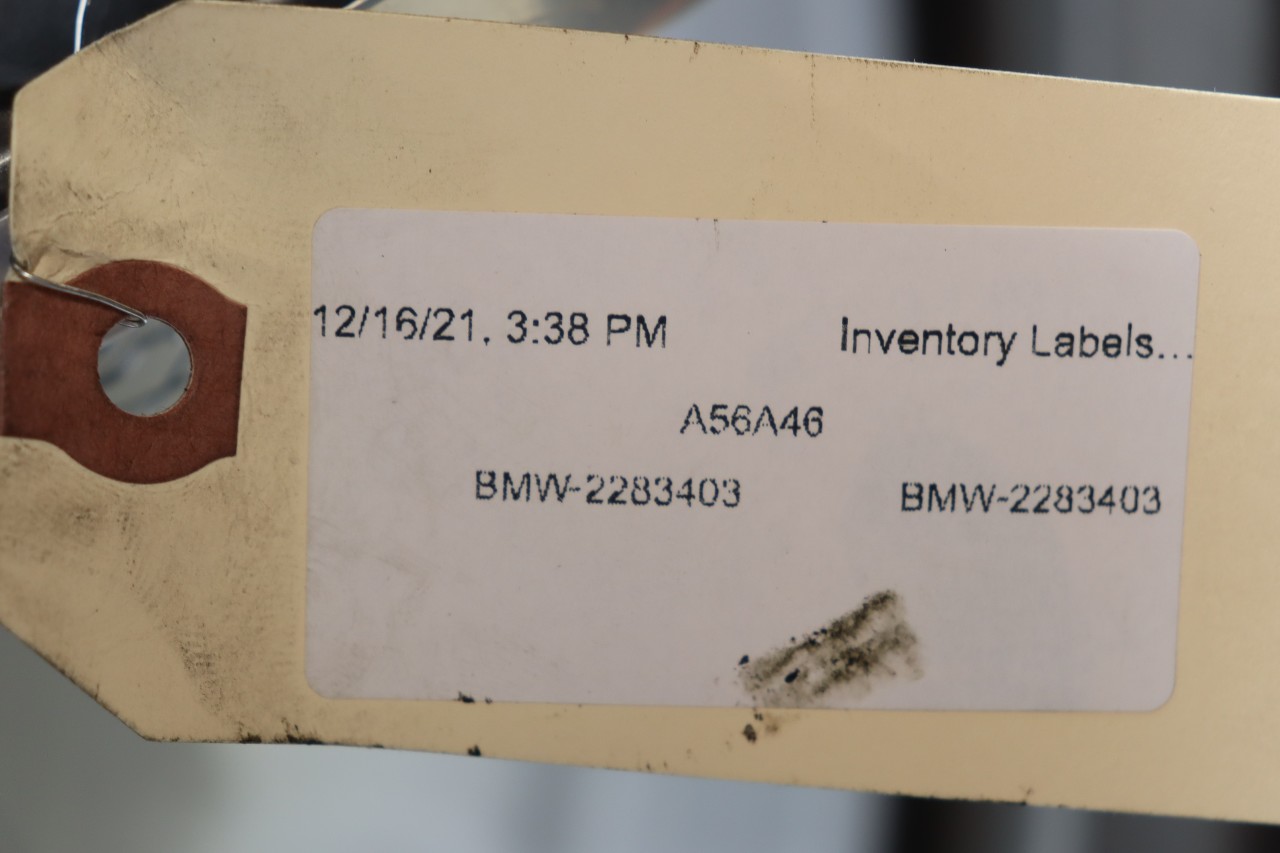 12/16/21, 3:38 PM Inventory Labels...
A56A46
BMW-2283403 BMW-2283403